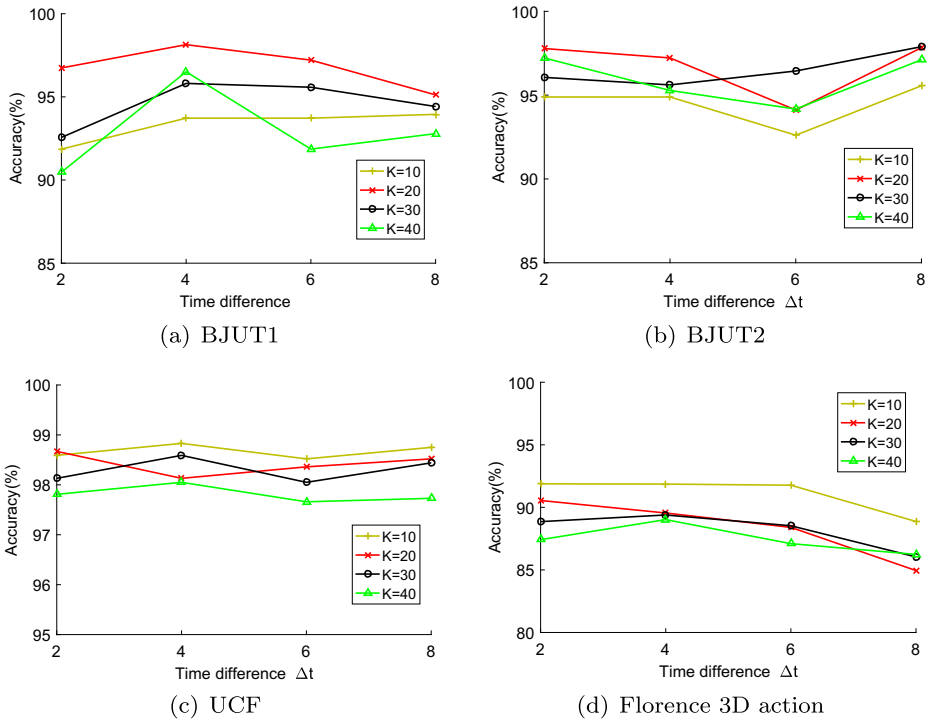 100
95
90
85
Accuracy(%)
2 4 6 8
Time difference
K=10
K=20
K=30
K=40
(a) BJUT1
100
95
90
85
Accuracy(%)
2 4 6 8
Time difference Δt
K=10
K=20
K=30
K=40
(b) BJUT2
100
99
98
97
96
95
Accuracy(%)
2 4 6 8
Time difference Δt
K=10
K=20
K=30
K=40
(c) UCF
100
95
90
85
80
Accuracy(%)
2 4 6 8
Time difference Δt
K=10
K=20
K=30
K=40
(d) Florence 3D action